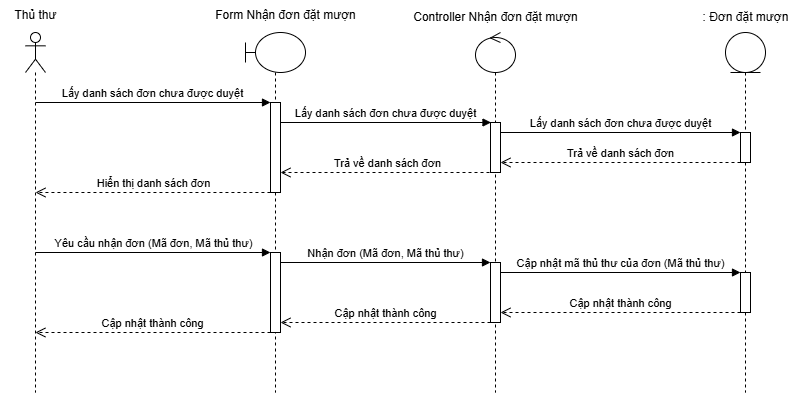 Thủ thư
Form Nhận đơn đặt mượn
Controller Nhận đơn đặt mượn
: Đơn đặt mượn
Lấy danh sách đơn chưa được duyệt
Lấy danh sách đơn chưa được duyệt
Lấy danh sách đơn chưa được duyệt
Trả về danh sách đơn
Trả về danh sách đơn
Hiển thị danh sách đơn
Yêu cầu nhận đơn (Mã đơn, Mã thủ thư)
Nhận đơn (Mã đơn, Mã thủ thư)
Cập nhật mã thủ thư của đơn (Mã thủ thư)
Cập nhật thành công
Cập nhật thành công
Cập nhật thành công